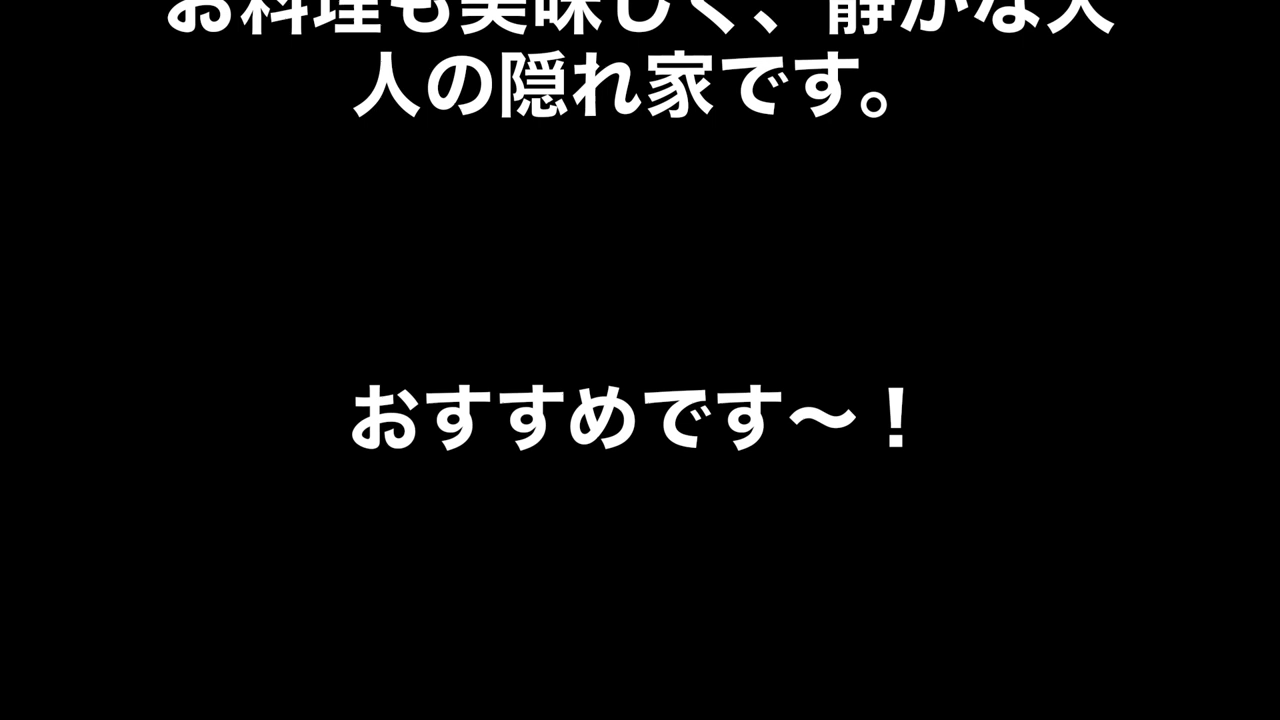 お料理も美味しく、静かな大
人の隠れ家です。
おすすめです〜！